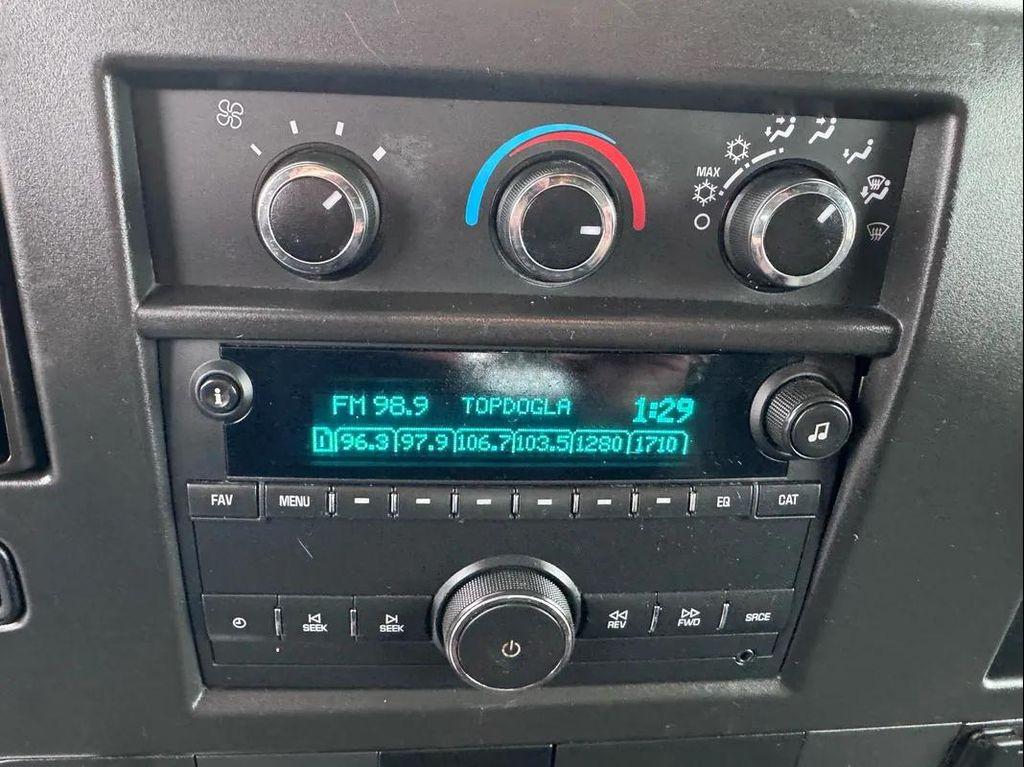 MAX
FM 98.9 TOPDOGLA 1:29
1 96.3 97.9 106.7 103.5 1280 1710
FAV MENU EQ CAT
SEEK SEEK REV FWD SRCE